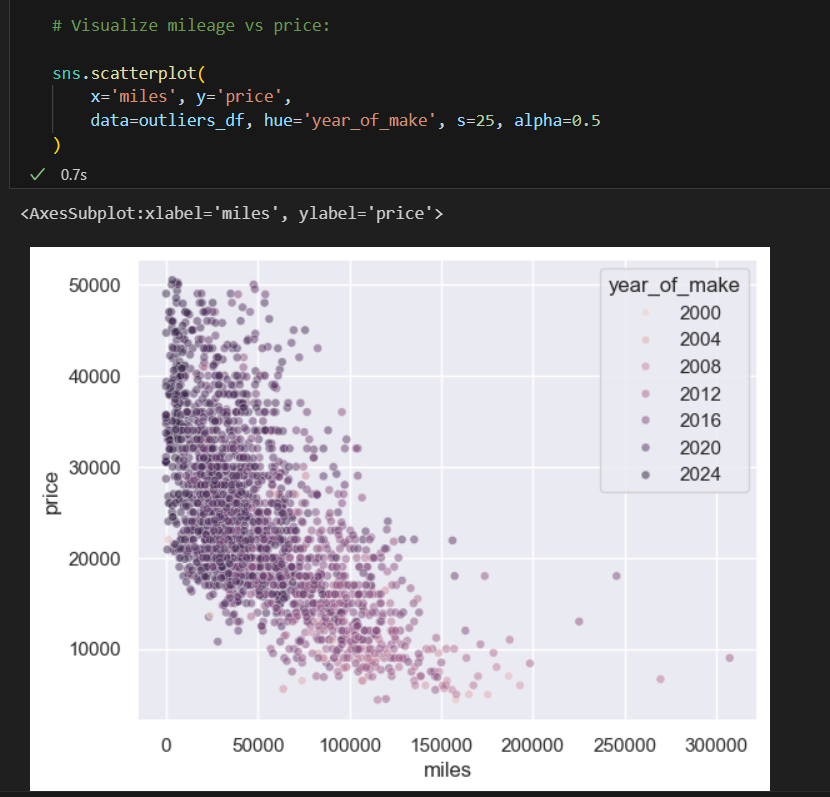 # Visualize mileage vs price:
sns.scatterplot(
x='miles', y='price',
data=outliers_df, hue='year_of_make', s=25, alpha=0.5
)
0.7s
<AxesSubplot:xlabel='miles', ylabel='price'>
year_of_make
2000
2004
2008
2012
2016
2020
2024
50000
40000
30000
20000
10000
price
0 50000 100000 150000 200000 250000 300000
miles